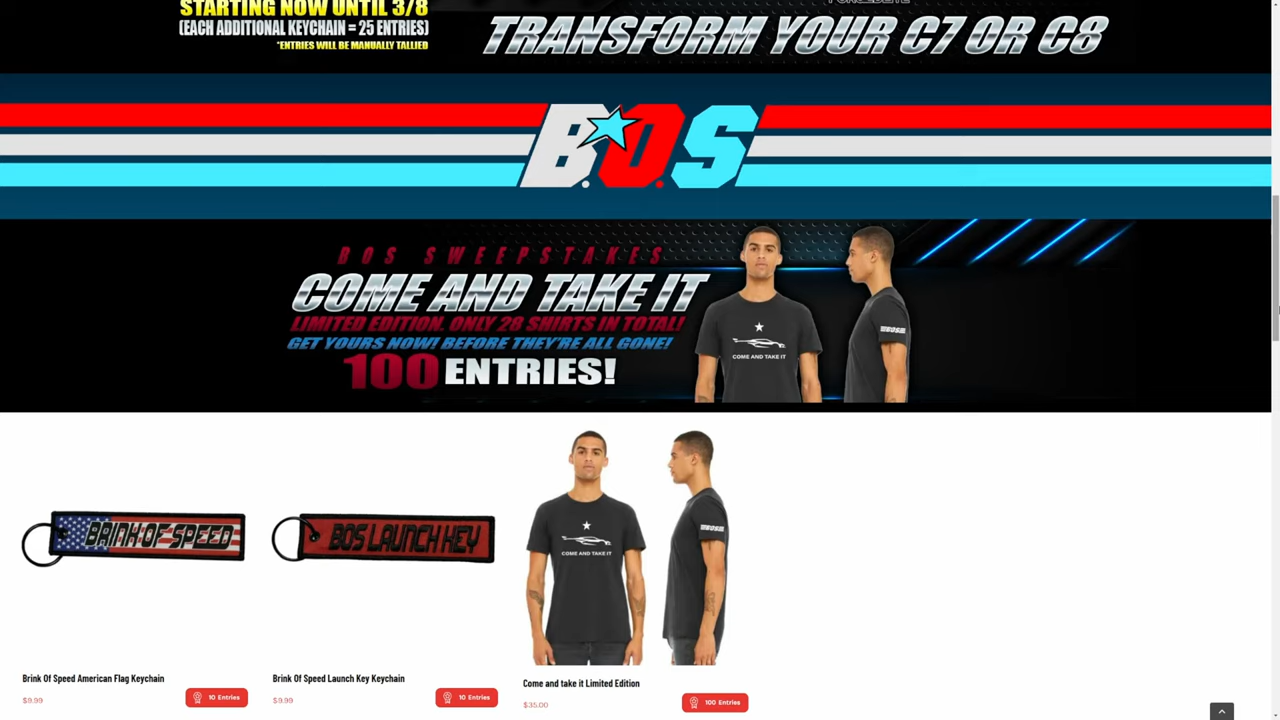 STARTING NOW UNTIL 3/8
(EACH ADDITIONAL KEYCHAIN = 25 ENTRIES)
*ENTRIES WILL BE MANUALLY TALLIED
TRANSFORM YOUR C7 OR C8
B.O.S
BOS SWEEPSTAKES
COME AND TAKE IT
LIMITED EDITION. ONLY 28 SHIRTS IN TOTAL!
GET YOURS NOW! BEFORE THEY'RE ALL GONE!
100 ENTRIES!
COME AND TAKE IT
BRINK OF SPEED
BOS LAUNCH KEY
COME AND TAKE IT
Brink Of Speed American Flag Keychain
$9.99
10 Entries
Brink Of Speed Launch Key Keychain
$9.99
10 Entries
Come and take it Limited Edition
$35.00
100 Entries